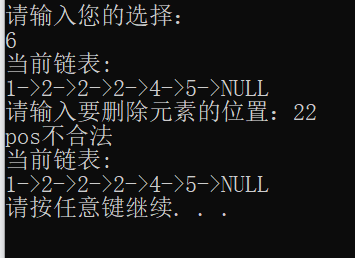 请输入您的选择：
6
当前链表:
1->2->2->2->4->5->NULL
请输入要删除元素的位置：22
pos不合法
当前链表:
1->2->2->2->4->5->NULL
请按任意键继续. . .